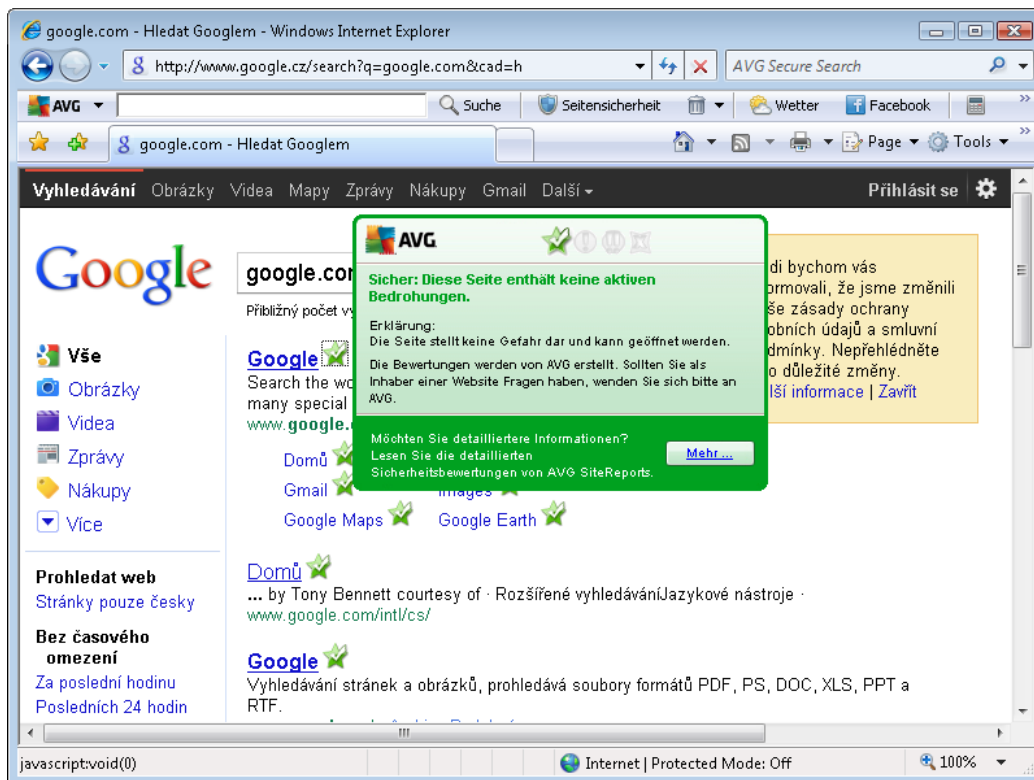 google.com - Hledat Googlem - Windows Internet Explorer
http://www.google.cz/search?q=google.com&cad=h
AVG Secure Search
AVG
Suche
Seitensicherheit
Wetter
Facebook
google.com - Hledat Googlem
Page
Tools
Vyhledávání Obrázky Videa Mapy Zprávy Nákupy Gmail Další
Přihlásit se
Google
google.co
Přibližný počet
AVG
Sicher: Diese Seite enthält keine aktiven
Bedrohungen.
Erklärung:
Die Seite stellt keine Gefahr dar und kann geöffnet werden.
Die Bewertungen werden von AVG erstellt. Sollten Sie als
Inhaber einer Website Fragen haben, wenden Sie sich bitte an
AVG.
Möchten Sie detailliertere Informationen?
Lesen Sie die detaillierten
Sicherheitsbewertungen von AVG SiteReports.
Mehr ...
di bychom vás
ormovali, že jsme změnili
še zásady ochrany
obních údajů a smluvní
dmínky. Nepřehlédněte
o důležité změny.
lší informace | Zavřít
Vše
Obrázky
Videa
Zprávy
Nákupy
Více
Prohledat web
Stránky pouze česky
Bez časového
omezení
Za poslední hodinu
Posledních 24 hodin
Google
Search the wo
many special
www.google.
Domů
Gmail
Images
Google Maps
Google Earth
Domů
... by Tony Bennett courtesy of · Rozšířené vyhledáváníJazykové nástroje ·
www.google.com/intl/cs/
Google
Vyhledávání stránek a obrázků, prohledává soubory formátů PDF, PS, DOC, XLS, PPT a
RTF.
javascript:void(0)
Internet | Protected Mode: Off
100%